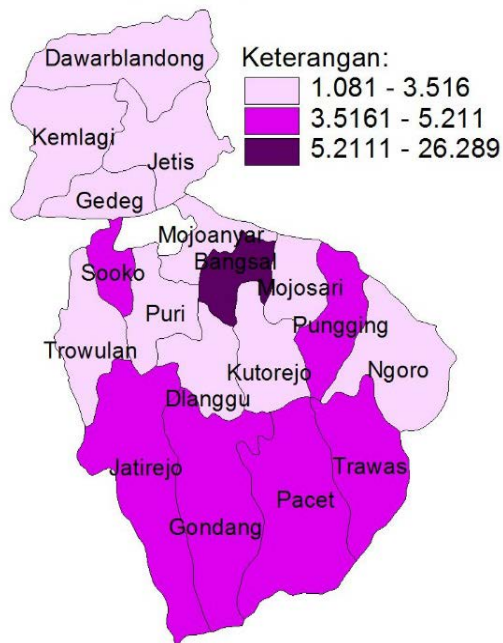 Dawarblandong
Keterangan:
1.081 - 3.516
3.5161 - 5.211
5.2111 - 26.289
Kemlagi
Jetis
Gedeg
Mojoanyar
Sooko
Bangsal
Mojosari
Puri
Pungging
Trowulan
Kutorejo
Ngoro
Dlanggu
Jatirejo
Trawas
Pacet
Gondang